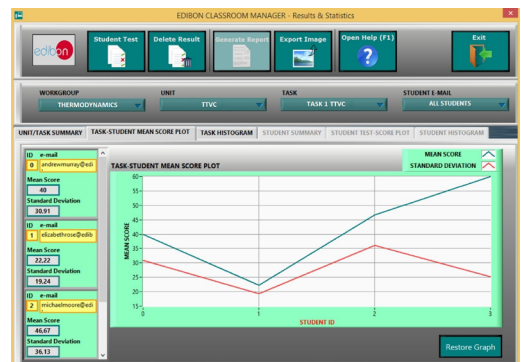 EDIBON CLASSROOM MANAGER - Results & Statistics
edibon
Student Test
Delete Result
Generate Report
Export Image
Open Help (F1)
Exit
WORKGROUP
UNIT
TASK
STUDENT E-MAIL
THERMODYNAMICS
TTVC
TASK 1 TTVC
ALL STUDENTS
UNIT/TASK SUMMARY
TASK-STUDENT MEAN SCORE PLOT
TASK HISTOGRAM
STUDENT SUMMARY
STUDENT TEST-SCORE PLOT
STUDENT HISTOGRAM
ID e-mail
0 andrewmurray@edi
Mean Score
40
Standard Deviation
30,91
ID e-mail
1 elizabethrose@edib
Mean Score
22,22
Standard Deviation
19,24
ID e-mail
2 michaelmoore@edi
Mean Score
46,67
Standard Deviation
36,13
TASK-STUDENT MEAN SCORE PLOT
MEAN SCORE
STANDARD DEVIATION
MEAN SCORE
60
55
50
45
40
35
30
25
20
15
0
1
2
3
STUDENT ID
Restore Graph